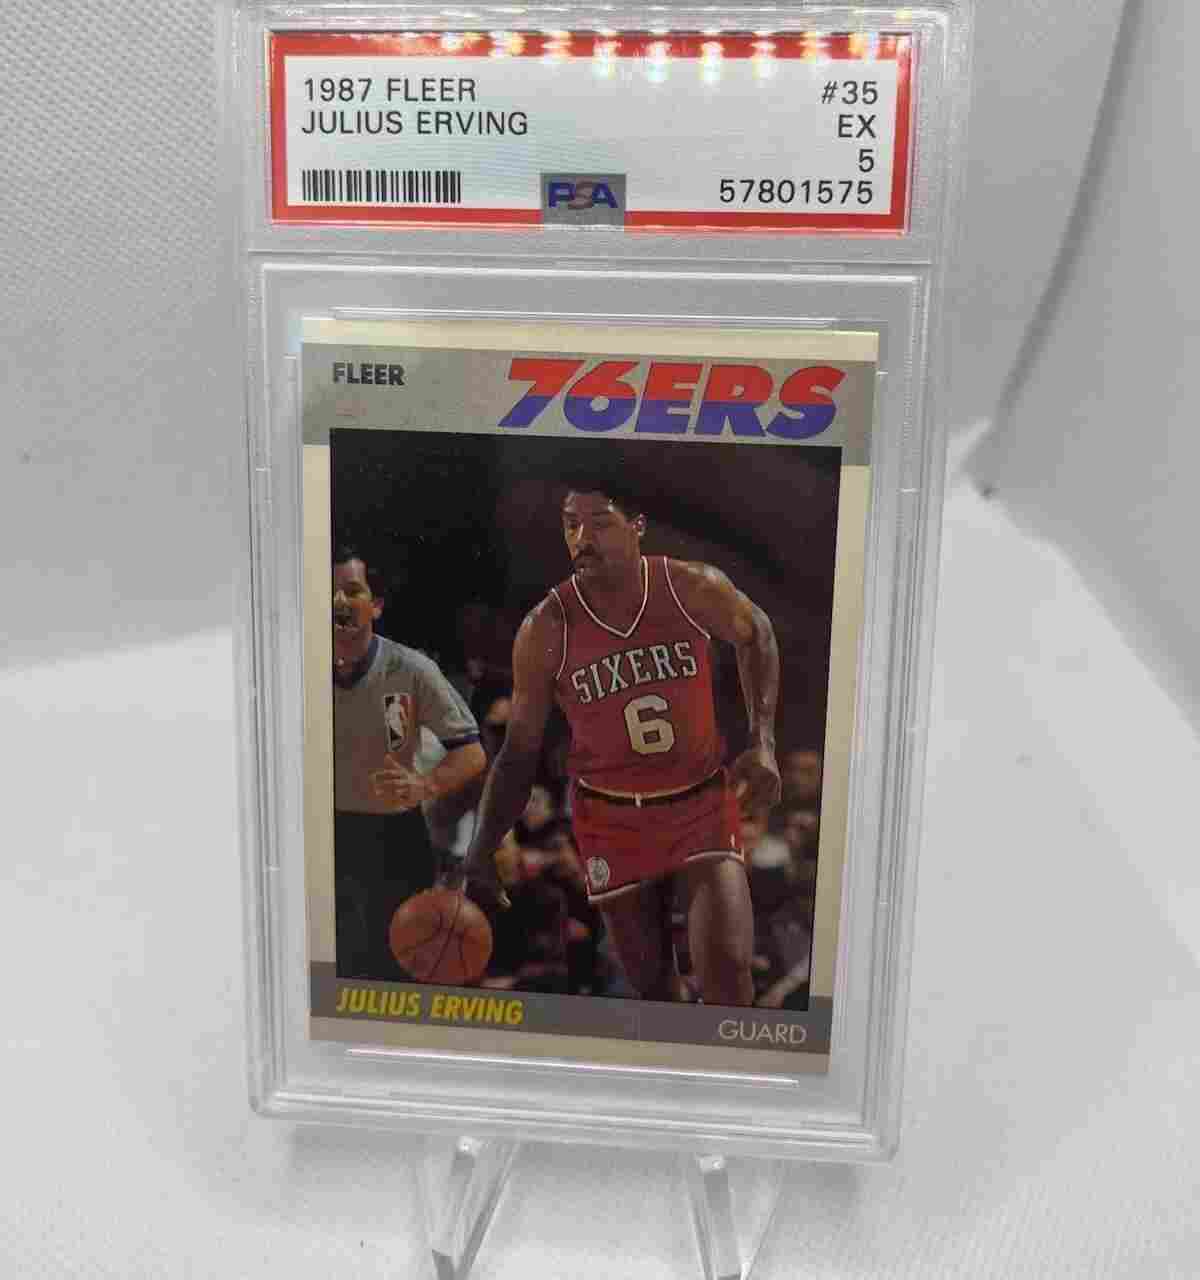 1987 FLEER #35
JULIUS ERVING EX
5
PSA 57801575
FLEER 76ERS
SIXERS
6
JULIUS ERVING
GUARD